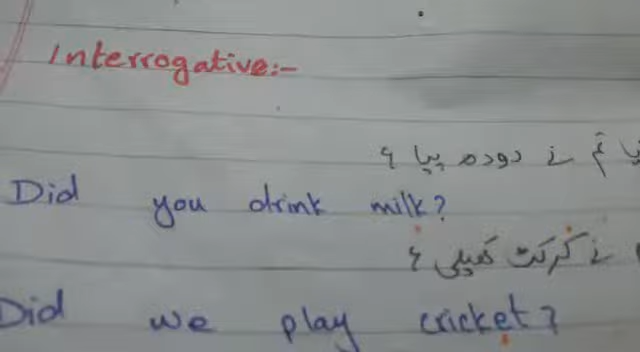 Interrogative:-
تم نے دودھ پیا ؟
Did you drink milk?
نے کرکٹ کھیلی ؟
Did we play cricket?